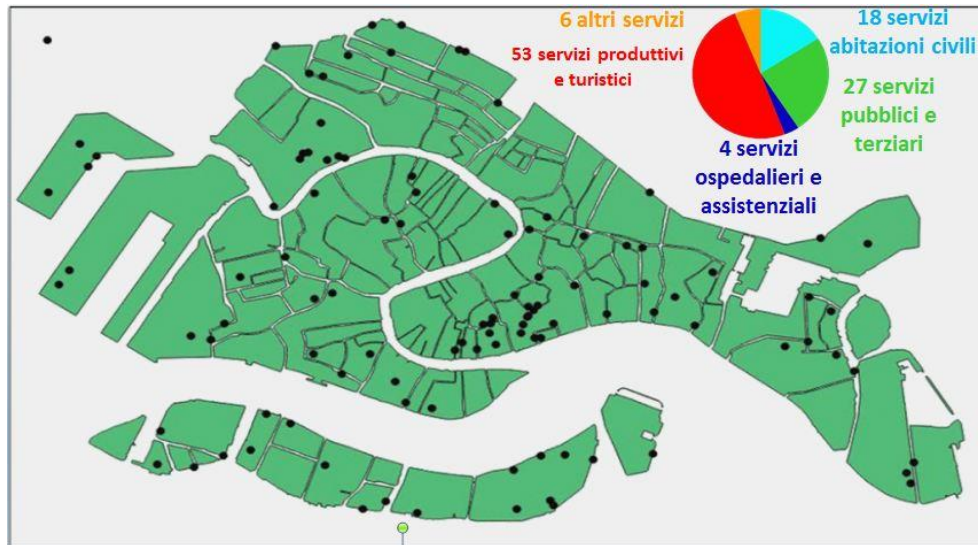 6 altri servizi
53 servizi produttivi
e turistici
18 servizi
abitazioni civili
27 servizi
pubblici e
terziari
4 servizi
ospedalieri e
assistenziali